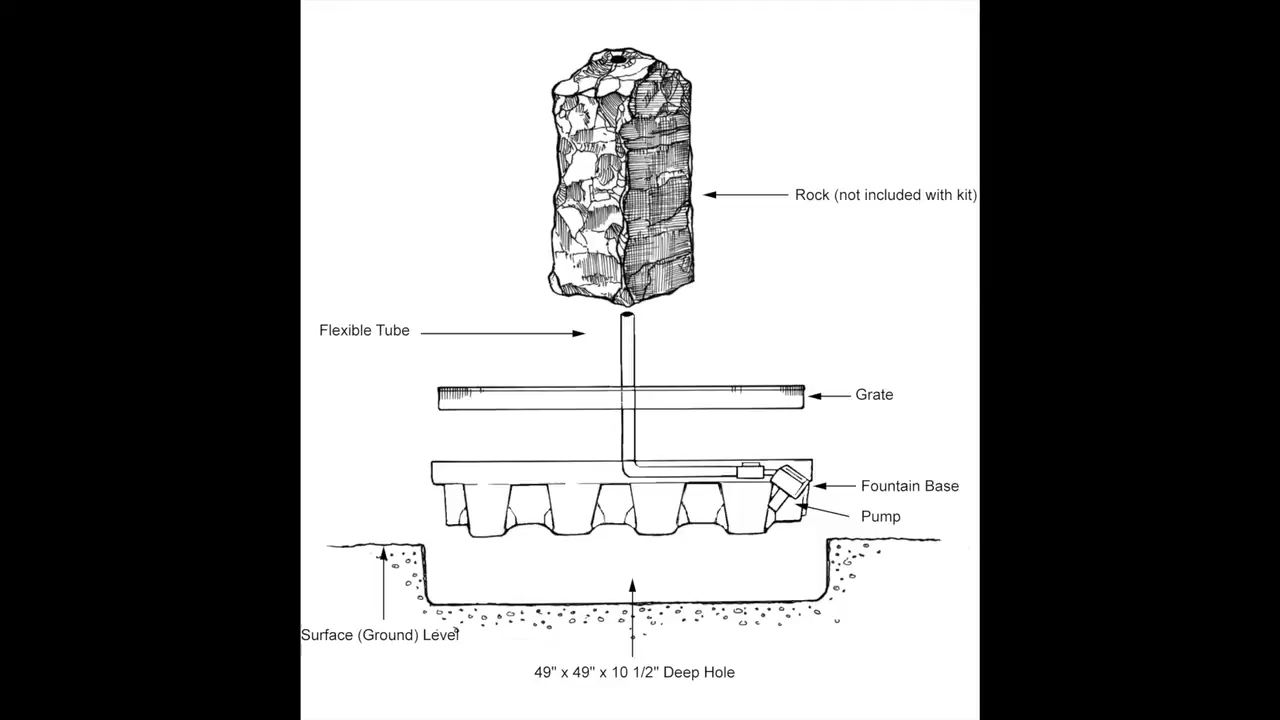 Rock (not included with kit)
Flexible Tube
Grate
Fountain Base
Pump
Surface (Ground) Level
49" x 49" x 10 1/2" Deep Hole